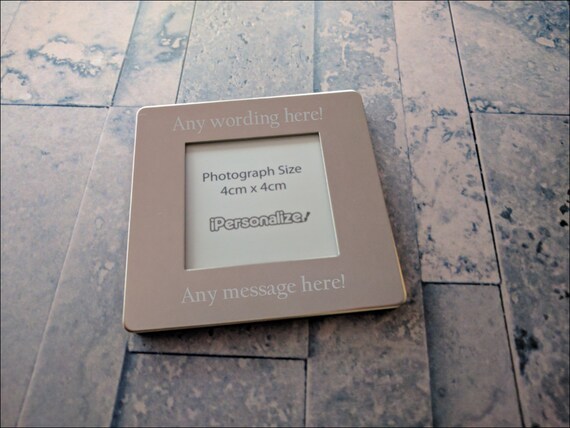 Any wording here!
Photograph Size
4cm x 4cm
iPersonalize!
Any message here!